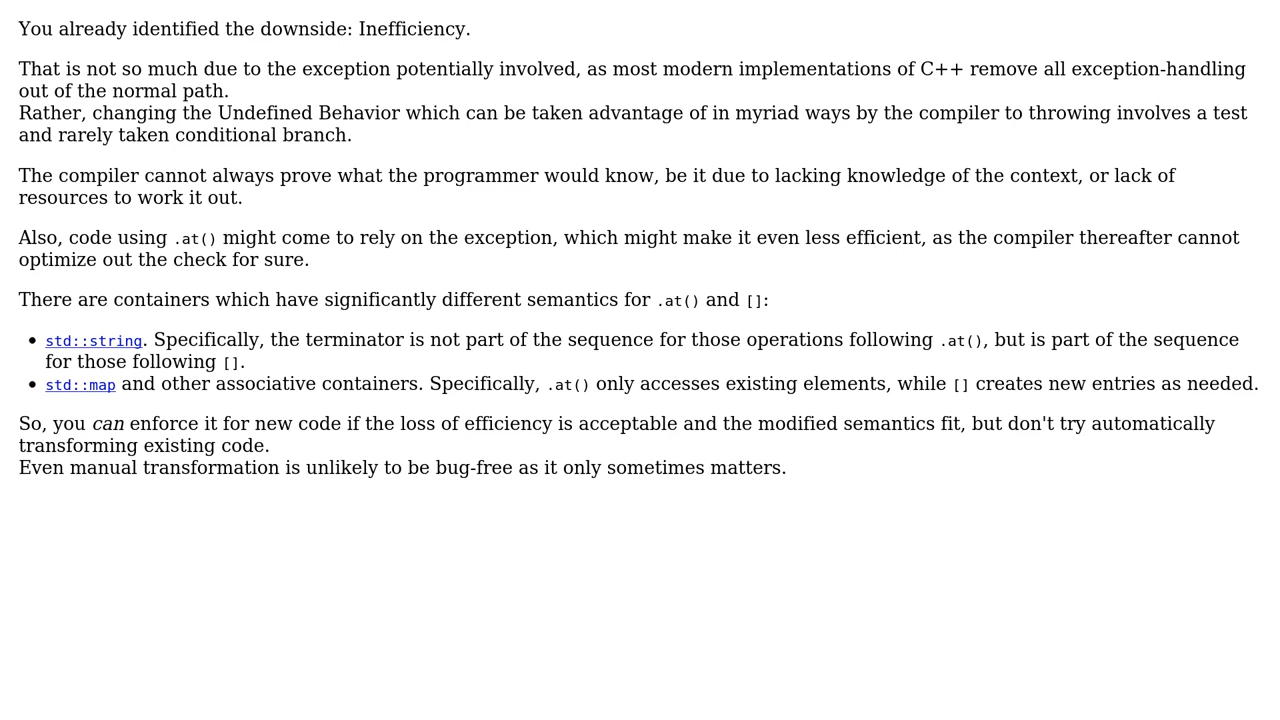 You already identified the downside: Inefficiency.
That is not so much due to the exception potentially involved, as most modern implementations of C++ remove all exception-handling
out of the normal path.
Rather, changing the Undefined Behavior which can be taken advantage of in myriad ways by the compiler to throwing involves a test
and rarely taken conditional branch.
The compiler cannot always prove what the programmer would know, be it due to lacking knowledge of the context, or lack of
resources to work it out.
Also, code using .at() might come to rely on the exception, which might make it even less efficient, as the compiler thereafter cannot
optimize out the check for sure.
There are containers which have significantly different semantics for .at() and []:
• std::string. Specifically, the terminator is not part of the sequence for those operations following .at(), but is part of the sequence
for those following [].
• std::map and other associative containers. Specifically, .at() only accesses existing elements, while [] creates new entries as needed.
So, you can enforce it for new code if the loss of efficiency is acceptable and the modified semantics fit, but don't try automatically
transforming existing code.
Even manual transformation is unlikely to be bug-free as it only sometimes matters.